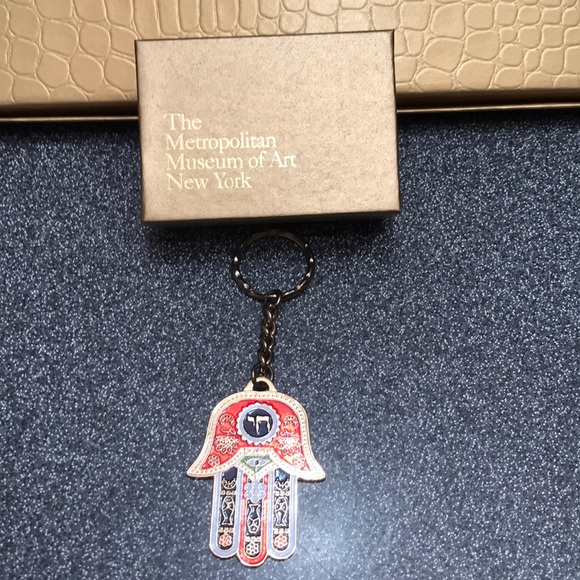 The
Metropolitan
Museum of Art
New York
חי